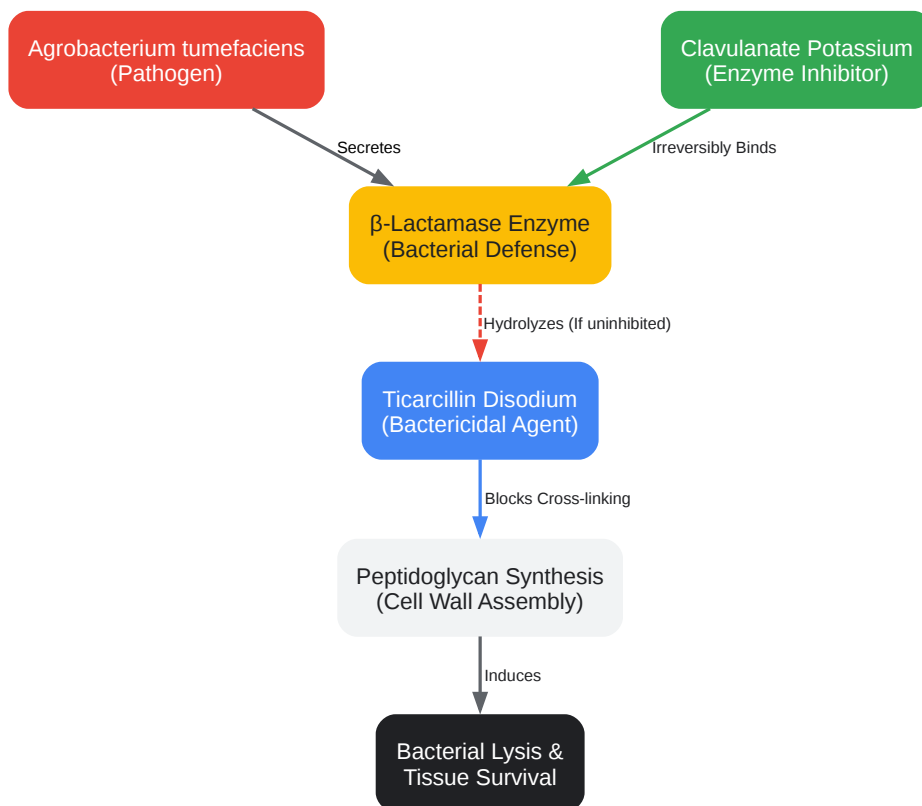 Agrobacterium tumefaciens
(Pathogen)
Clavulanate Potassium
(Enzyme Inhibitor)
Secretes
Irreversibly Binds
β-Lactamase Enzyme
(Bacterial Defense)
Hydrolyzes (If uninhibited)
Ticarcillin Disodium
(Bactericidal Agent)
Blocks Cross-linking
Peptidoglycan Synthesis
(Cell Wall Assembly)
Induces
Bacterial Lysis &
Tissue Survival